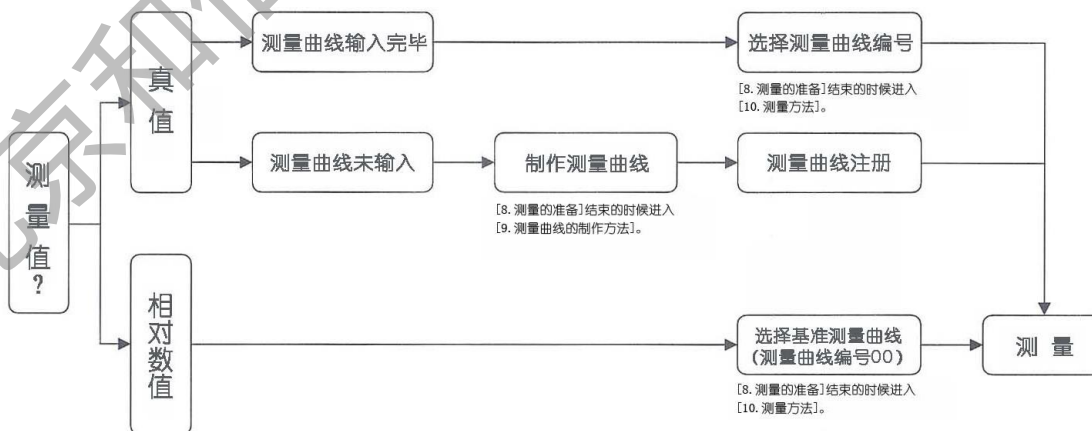 测量值?
真值
测量曲线输入完毕
选择测量曲线编号
[8.测量的准备]结束的时候进入
[10.测量方法]。
测量曲线未输入
制作测量曲线
测量曲线注册
[8.测量的准备]结束的时候进入
[9.测量曲线的制作方法]。
相对数值
选择基准测量曲线
(测量曲线编号00)
测量
[8.测量的准备]结束的时候进入
[10.测量方法]。
京和